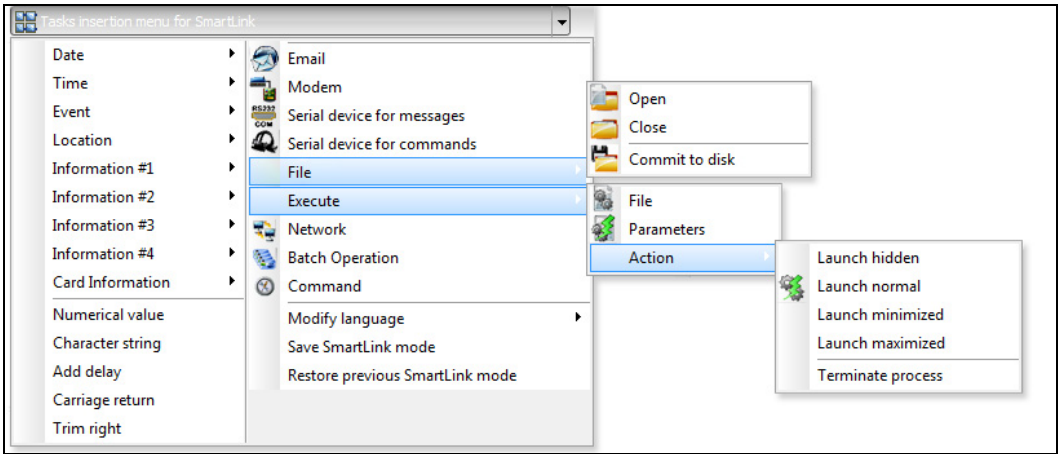 Tasks insertion menu for SmartLink
Date
Time
Event
Location
Information #1
Information #2
Information #3
Information #4
Card Information
Numerical value
Character string
Add delay
Carriage return
Trim right
Email
Modem
RS232
COM
Serial device for messages
Serial device for commands
File
Execute
Network
Batch Operation
Command
Modify language
Save SmartLink mode
Restore previous SmartLink mode
Open
Close
Commit to disk
File
Parameters
Action
Launch hidden
Launch normal
Launch minimized
Launch maximized
Terminate process